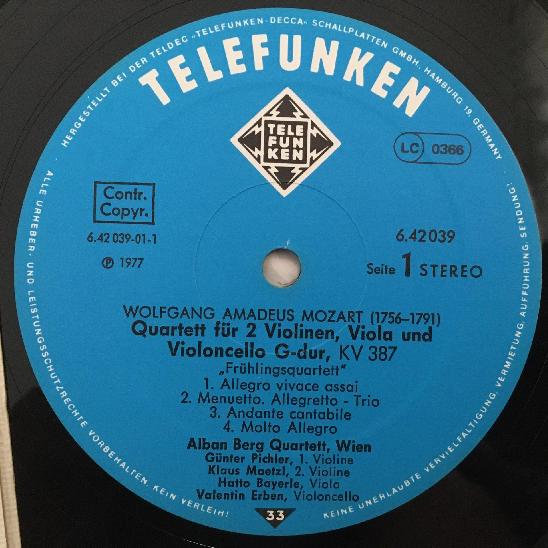 HERGESTELLT BEI DER TELDEC „TELEFUNKEN-DECCA" SCHALLPLATTEN GMBH, HAMBURG 19, GERMANY
TELEFUNKEN
TELE
FUN
KEN
LC 0366
Contr.
Copyr.
6.42 039-01-1
6.42 039
Ⓟ 1977
Seite 1 STEREO
WOLFGANG AMADEUS MOZART (1756–1791)
Quartett für 2 Violinen, Viola und
Violoncello G-dur, KV 387
„Frühlingsquartett"
1. Allegro vivace assai
2. Menuetto. Allegretto - Trio
3. Andante cantabile
4. Molto Allegro
Alban Berg Quartett, Wien
Günter Pichler, 1. Violine
Klaus Maetzl, 2. Violine
Hatto Bayerle, Viola
Valentin Erben, Violoncello
33
ALLE URHEBER- UND LEISTUNGSSCHUTZRECHTE VORBEHALTEN. KEIN VERLEIH!
KEINE UNERLAUBTE VERVIELFÄLTIGUNG, VERMIETUNG, AUFFÜHRUNG, SENDUNG!